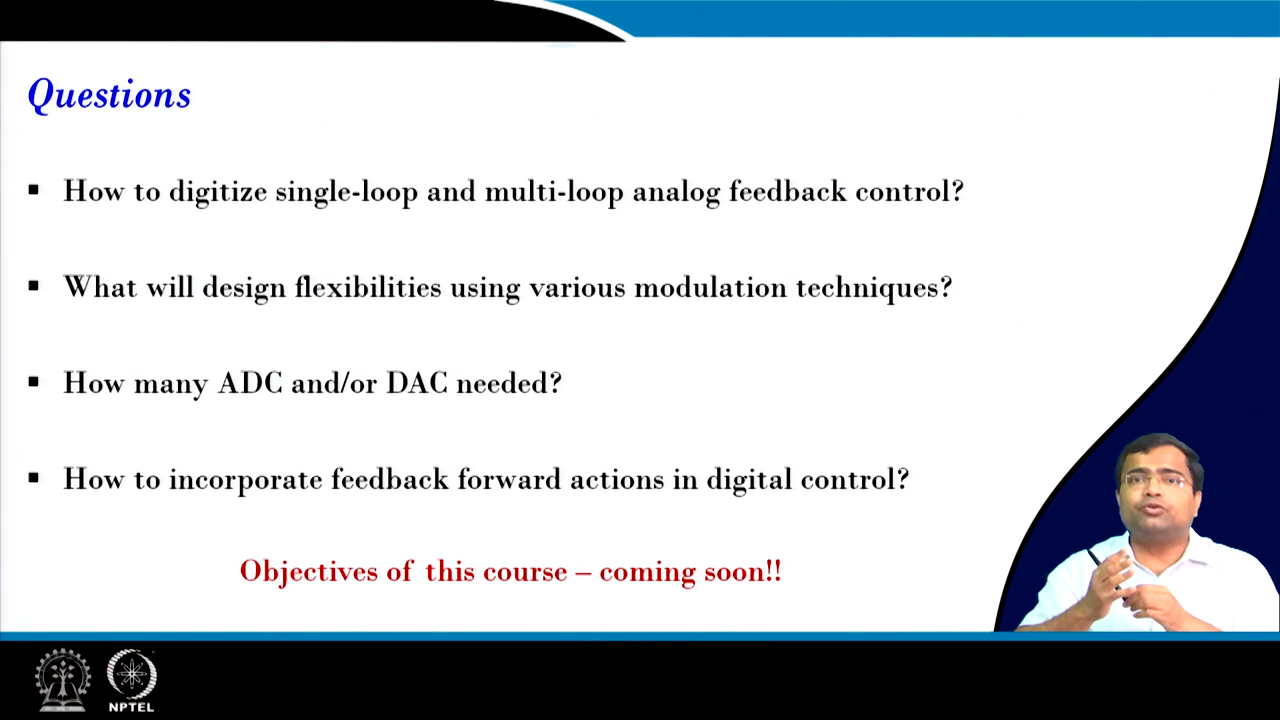 Questions
▪ How to digitize single-loop and multi-loop analog feedback control?
▪ What will design flexibilities using various modulation techniques?
▪ How many ADC and/or DAC needed?
▪ How to incorporate feedback forward actions in digital control?
Objectives of this course – coming soon!!
NPTEL